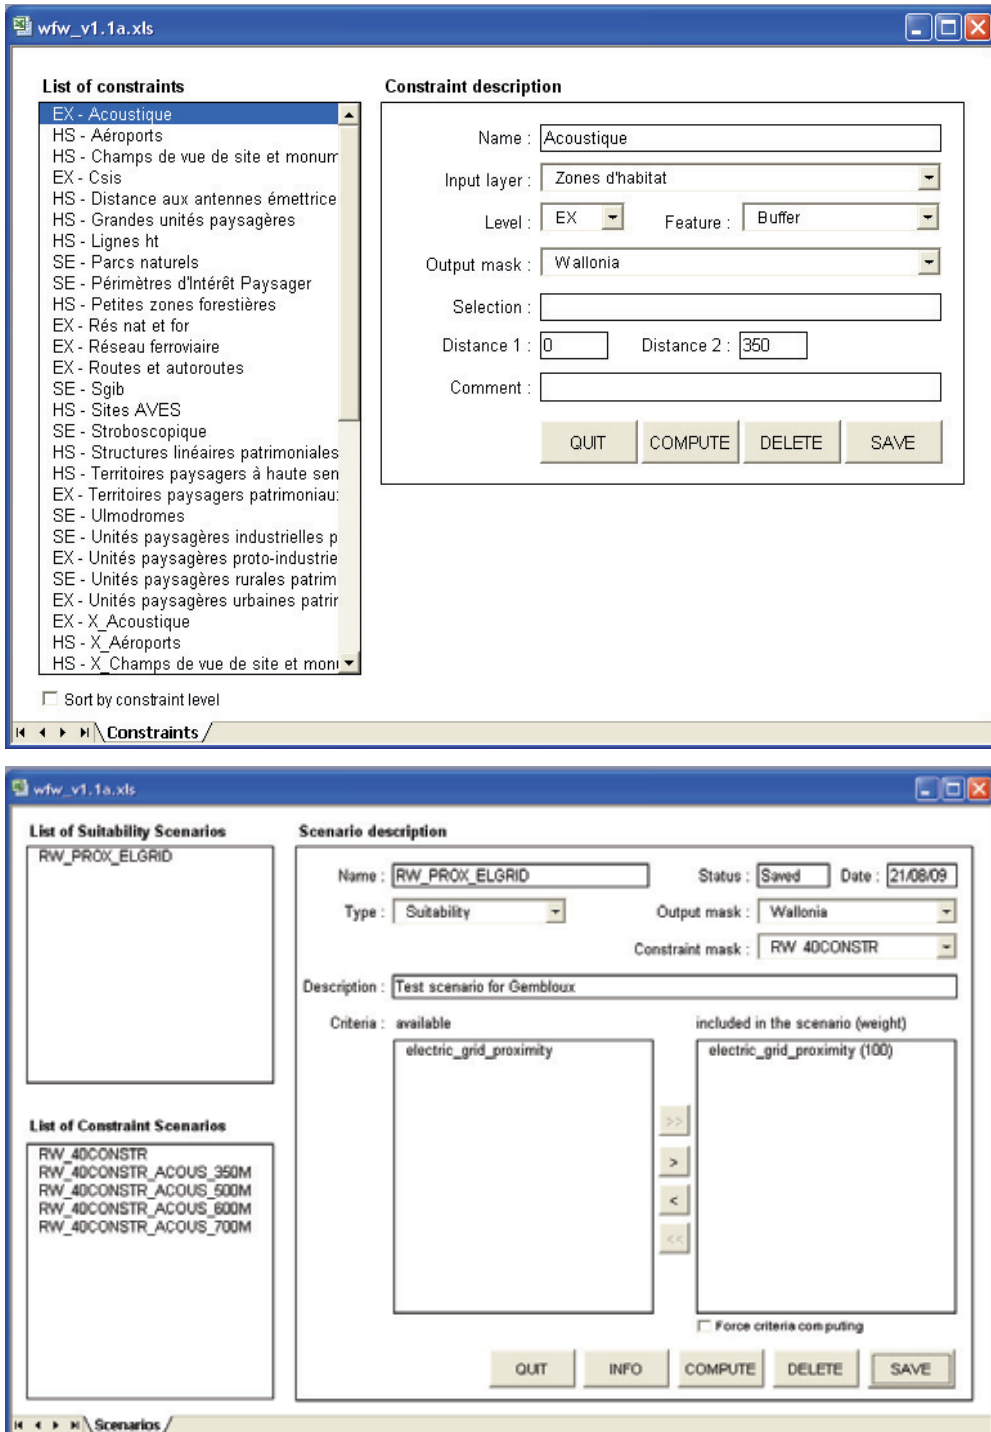 wfw_v1.1a.xls
List of constraints
EX - Acoustique
HS - Aéroports
HS - Champs de vue de site et monum
EX - Csis
HS - Distance aux antennes émettrice
HS - Grandes unités paysagères
HS - Lignes ht
SE - Parcs naturels
SE - Périmètres d'Intérêt Paysager
HS - Petites zones forestières
EX - Rés nat et for
EX - Réseau ferroviaire
EX - Routes et autoroutes
SE - Sgib
HS - Sites AVES
SE - Stroboscopique
HS - Structures linéaires patrimoniales
HS - Territoires paysagers à haute sen
EX - Territoires paysagers patrimoniau:
SE - Ulmodromes
SE - Unités paysagères industrielles p
EX - Unités paysagères proto-industrie
SE - Unités paysagères rurales patrim
EX - Unités paysagères urbaines patrir
EX - X_Acoustique
HS - X_Aéroports
HS - X_Champs de vue de site et mon
Sort by constraint level
Constraint description
Name : Acoustique
Input layer : Zones d'habitat
Level : EX Feature : Buffer
Output mask : Wallonia
Selection :
Distance 1 : 0 Distance 2 : 350
Comment :
QUIT COMPUTE DELETE SAVE
Constraints
wfw_v1.1a.xls
List of Suitability Scenarios
RW_PROX_ELGRID
List of Constraint Scenarios
RW_40CONSTR
RW_40CONSTR_ACOUS_350M
RW_40CONSTR_ACOUS_500M
RW_40CONSTR_ACOUS_600M
RW_40CONSTR_ACOUS_700M
Scenario description
Name : RW_PROX_ELGRID Status : Saved Date : 21/08/09
Type : Suitability Output mask : Wallonia
Constraint mask : RW 40CONSTR
Description : Test scenario for Gembloux
Criteria : available included in the scenario (weight)
electric_grid_proximity electric_grid_proximity (100)
>>
>
<
<<
Force criteria computing
QUIT INFO COMPUTE DELETE SAVE
Scenarios